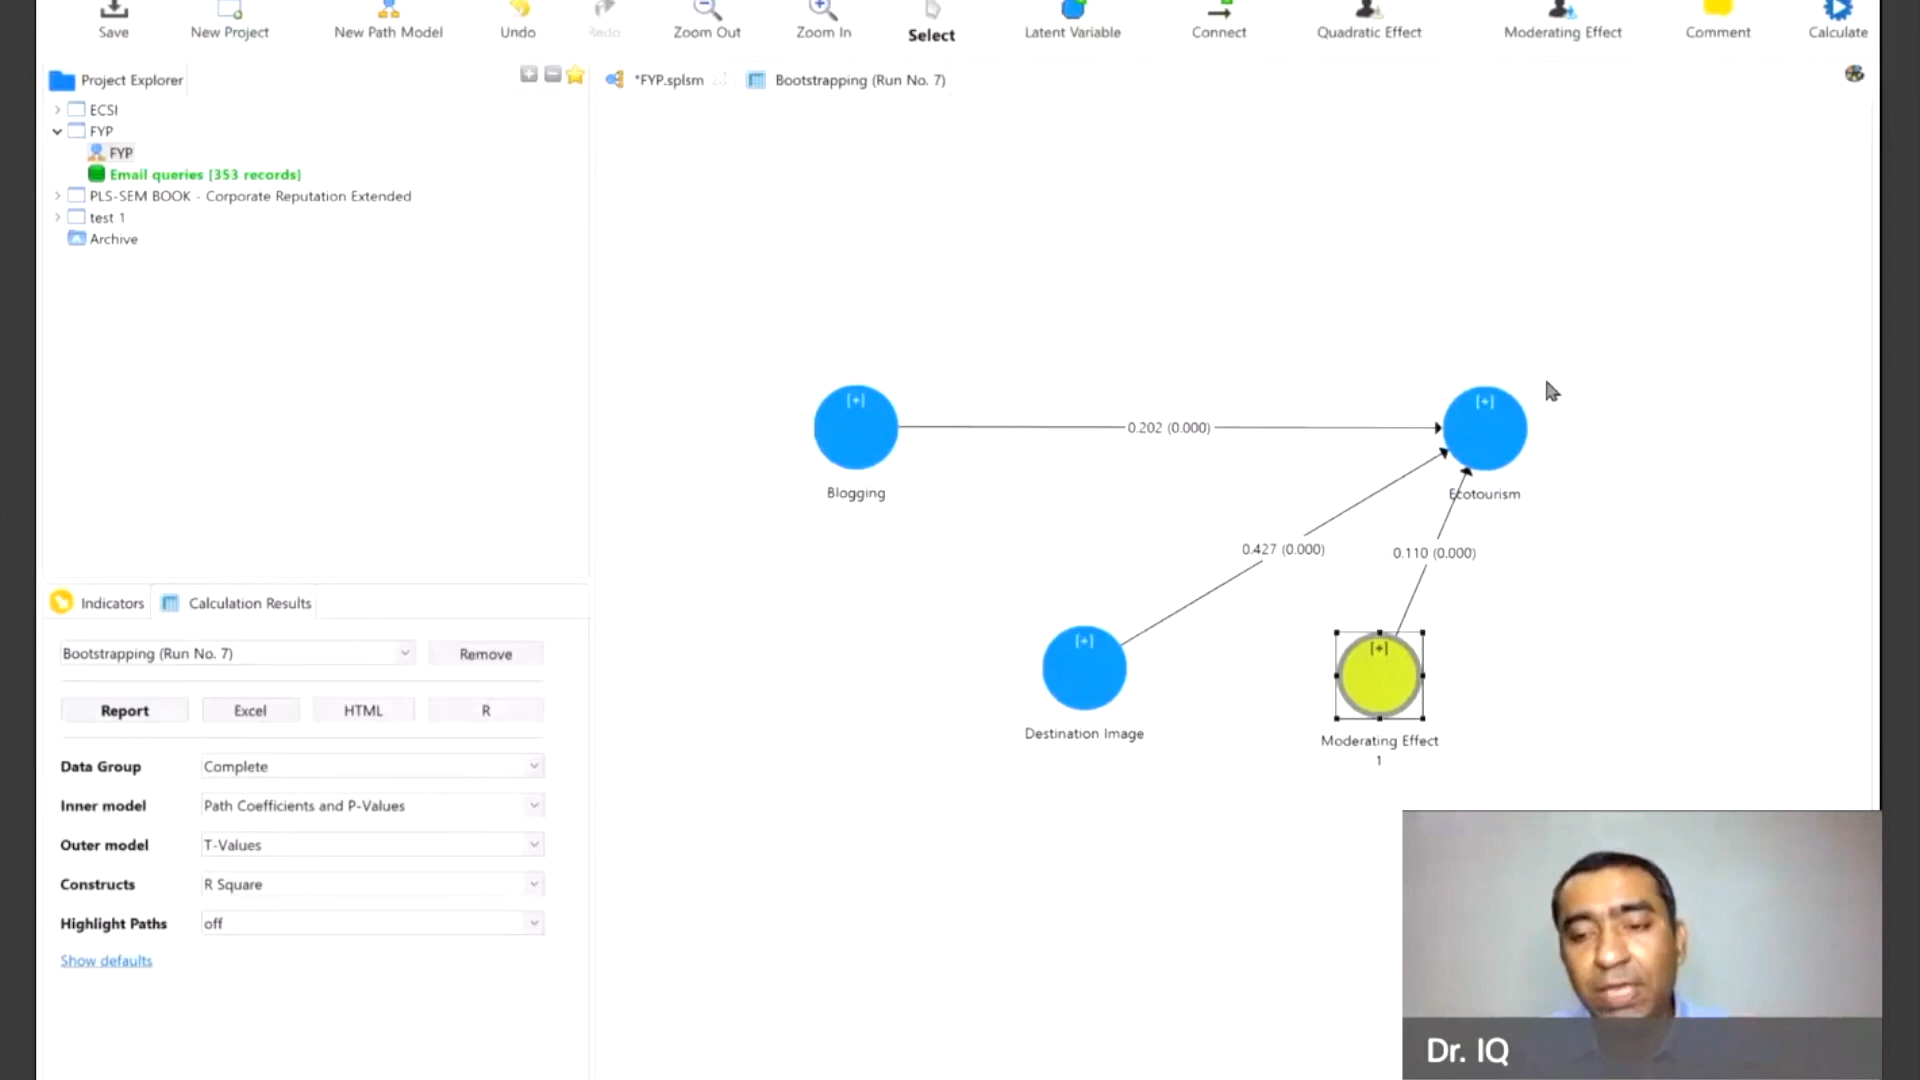 Save New Project New Path Model Undo Redo Zoom Out Zoom In Select Latent Variable Connect Quadratic Effect Moderating Effect Comment Calculate
Project Explorer
ECSI
FYP
FYP
Email queries [353 records]
PLS-SEM BOOK - Corporate Reputation Extended
test 1
Archive
*FYP.splsm Bootstrapping (Run No. 7)
[+]
[+]
0.202 (0.000)
Blogging
Ecotourism
0.427 (0.000)
0.110 (0.000)
[+]
[+]
Destination Image
Moderating Effect
1
Indicators Calculation Results
Bootstrapping (Run No. 7) Remove
Report Excel HTML R
Data Group Complete
Inner model Path Coefficients and P-Values
Outer model T-Values
Constructs R Square
Highlight Paths off
Show defaults
Dr. IQ